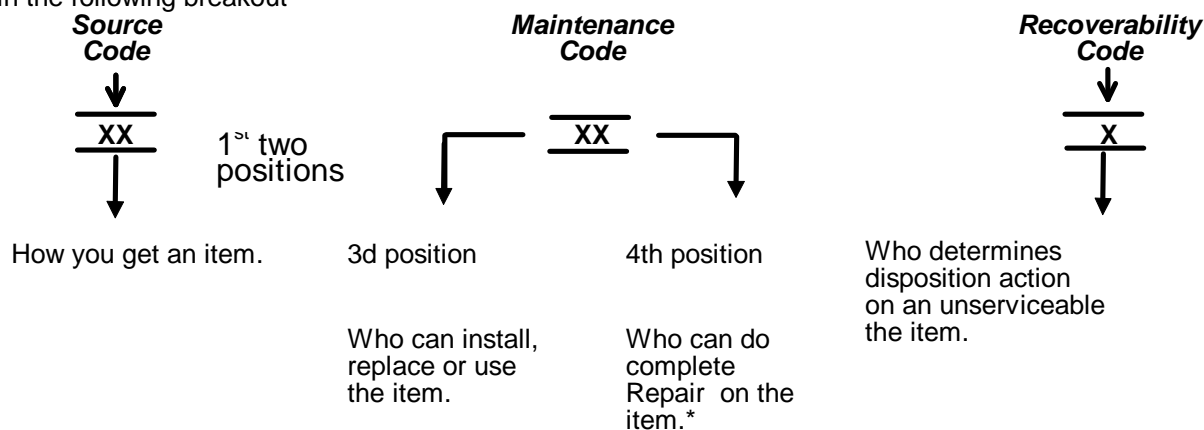 in the following breakout
Source
Code
Maintenance
Code
Recoverability
Code
XX
1st two
positions
XX
X
How you get an item.
3d position
4th position
Who determines
disposition action
on an unserviceable
the item.
Who can install,
replace or use
the item.
Who can do
complete
Repair on the
item.*